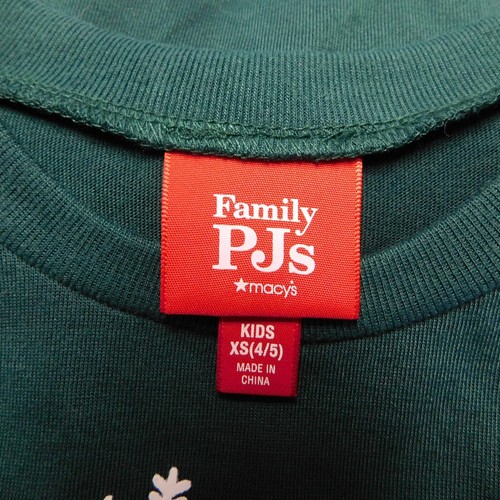 Family
PJs
★macy's
KIDS
XS(4/5)
MADE IN
CHINA